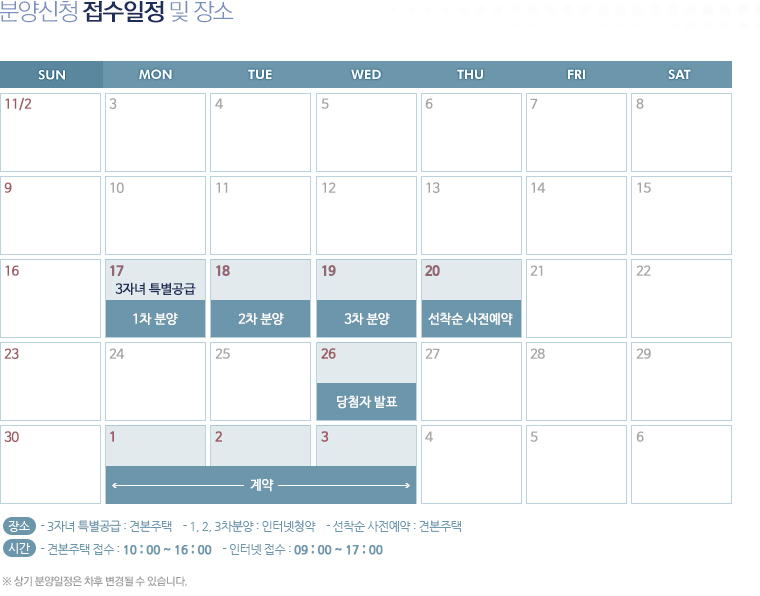 분양신청 접수일정 및 장소
SUN MON TUE WED THU FRI SAT
11/2 3 4 5 6 7 8
9 10 11 12 13 14 15
16 17 18 19 20 21 22
3자녀 특별공급
1차 분양 2차 분양 3차 분양 선착순 사전예약
23 24 25 26 27 28 29
당첨자 발표
30 1 2 3 4 5 6
계약
장소 - 3자녀 특별공급 : 견본주택 - 1, 2, 3차분양 : 인터넷청약 - 선착순 사전예약 : 견본주택
시간 - 견본주택 접수 : 10 : 00 ~ 16 : 00 - 인터넷 접수 : 09 : 00 ~ 17 : 00
※ 상기 분양일정은 차후 변경될 수 있습니다.